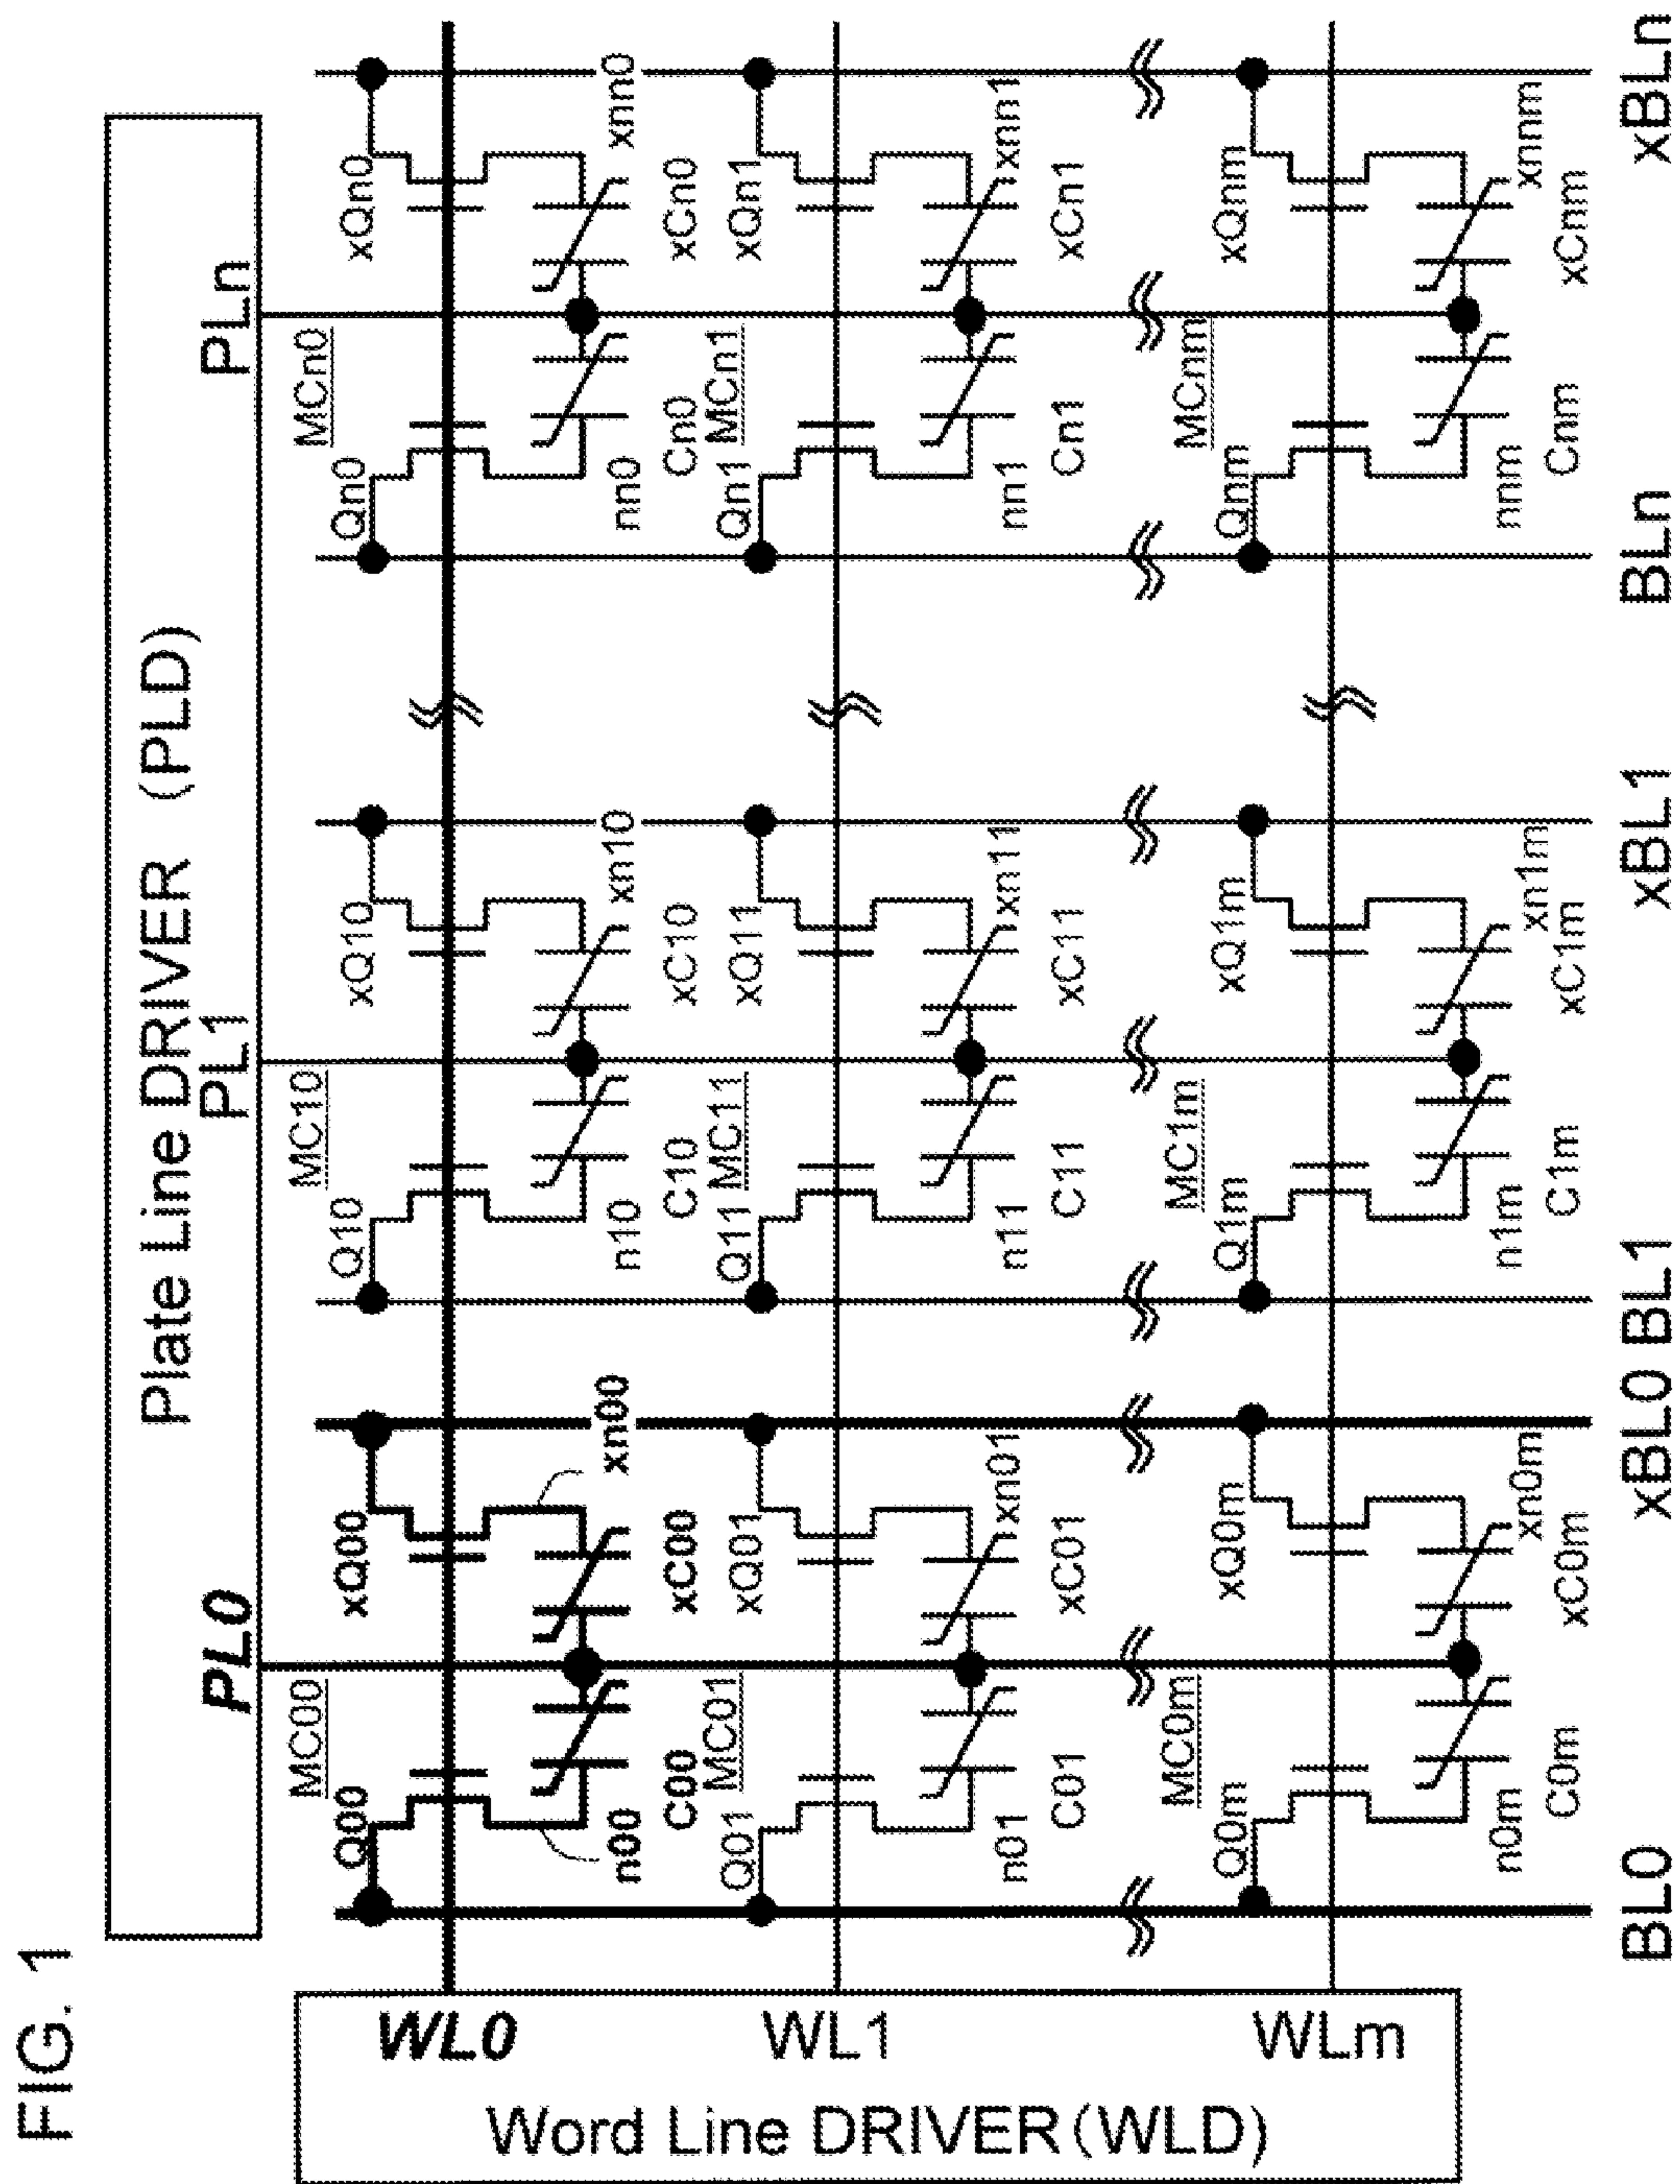 FIG. 1
Plate Line DRIVER (PLD)
PL0 PL1 PLn
Word Line DRIVER (WLD)
WL0
WL1
WLm
Q00 MC00 xQ00 Q10 MC10 xQ10 Qn0 MCn0 xQn0
n00 xn00 n10 xn10 nn0 xnn0
C00 xC00 C10 xC10 Cn0 xCn0
Q01 MC01 xQ01 Q11 MC11 xQ11 Qn1 MCn1 xQn1
n01 xn01 n11 xn11 nn1 xnn1
C01 xC01 C11 xC11 Cn1 xCn1
Q0m MC0m xQ0m Q1m MC1m xQ1m Qnm MCnm xQnm
n0m xn0m n1m xn1m nnm xnnm
C0m xC0m C1m xC1m Cnm xCnm
BL0 xBL0 BL1 xBL1 BLn xBLn